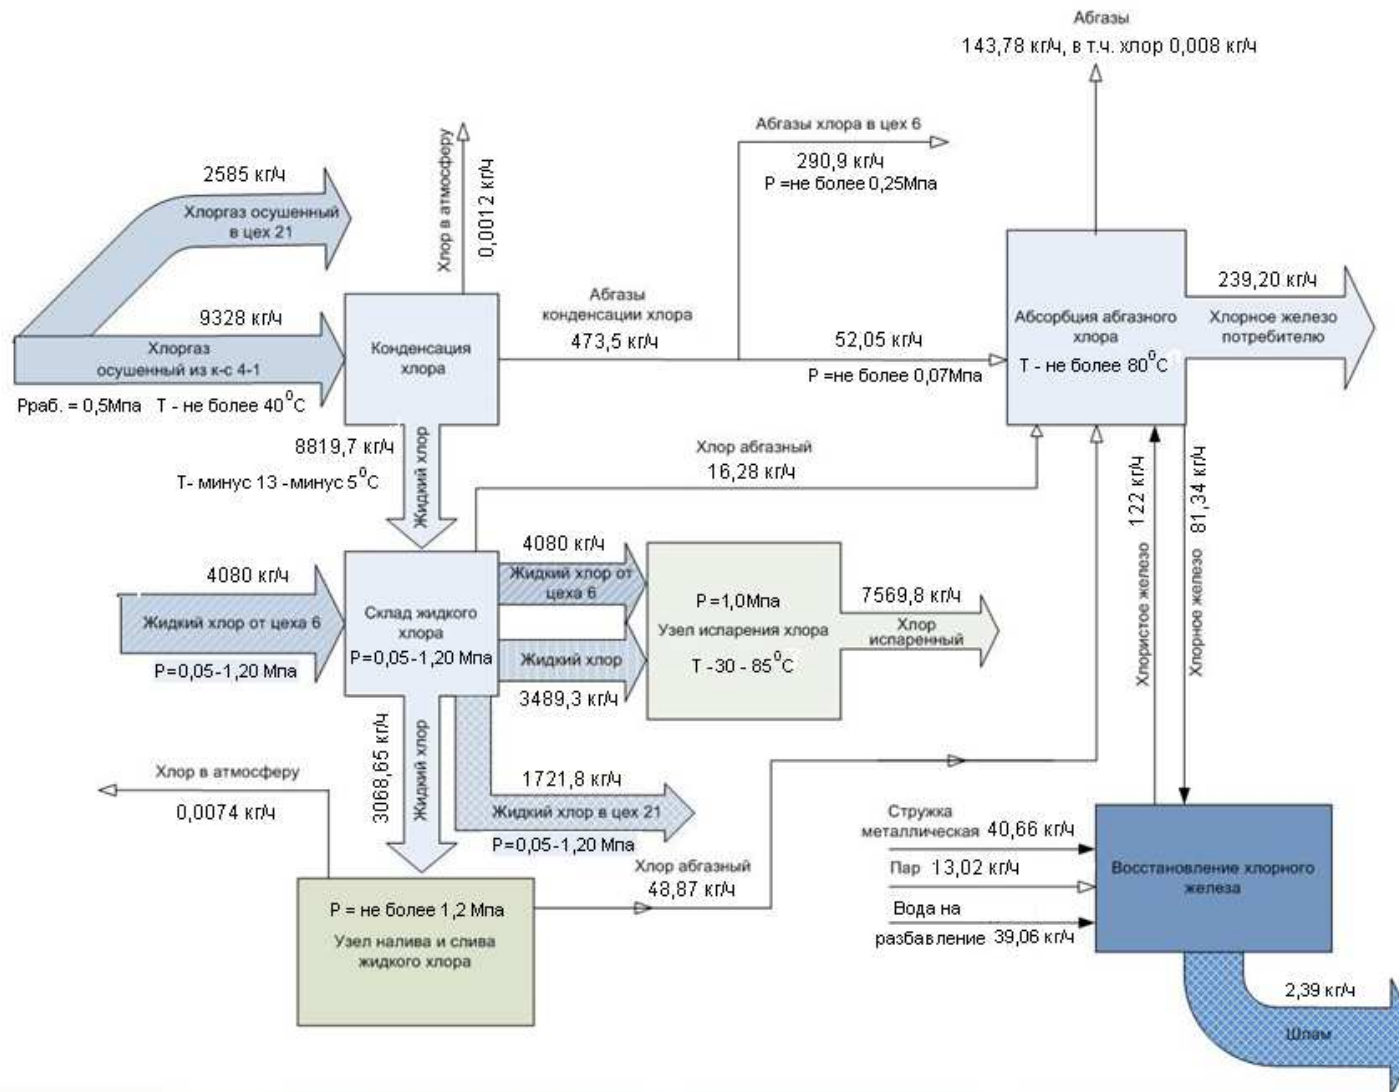 Абгазы
143,78 кг/ч, в т.ч. хлор 0,008 кг/ч
Хлор в атмосферу
0,0012 кг/ч
Абгазы хлора в цех 6
290,9 кг/ч
P =не более 0,25Мпа
2585 кг/ч
Хлоргаз осушенный
в цех 21
9328 кг/ч
Хлоргаз
осушенный из к-с 4-1
Pраб. = 0,5Мпа T - не более 40⁰С
Конденсация
хлора
Абгазы
конденсации хлора
473,5 кг/ч
52,05 кг/ч
P =не более 0,07Мпа
Абсорбция абгазного
хлора
T - не более 80⁰С
239,20 кг/ч
Хлорное железо
потребителю
8819,7 кг/ч
T- минус 13 -минус 5⁰С
Жидкий хлор
Хлор абгазный
16,28 кг/ч
122 кг/ч
Хлористое железо
81,34 кг/ч
Хлорное железо
4080 кг/ч
Жидкий хлор от цеха 6
P=0,05-1,20 Мпа
Склад жидкого
хлора
P=0,05-1,20 Мпа
4080 кг/ч
Жидкий хлор от
цеха 6
Жидкий хлор
3489,3 кг/ч
P=1,0Мпа
Узел испарения хлора
T -30 - 85⁰С
7569,8 кг/ч
Хлор
испаренный
3068,65 кг/ч
Жидкий хлор
1721,8 кг/ч
Жидкий хлор в цех 21
P=0,05-1,20 Мпа
Хлор в атмосферу
0,0074 кг/ч
P = не более 1,2 Мпа
Узел налива и слива
жидкого хлора
Хлор абгазный
48,87 кг/ч
Стружка
металлическая 40,66 кг/ч
Пар 13,02 кг/ч
Вода на
разбавление 39,06 кг/ч
Восстановление хлорного
железа
2,39 кг/ч
Шлам